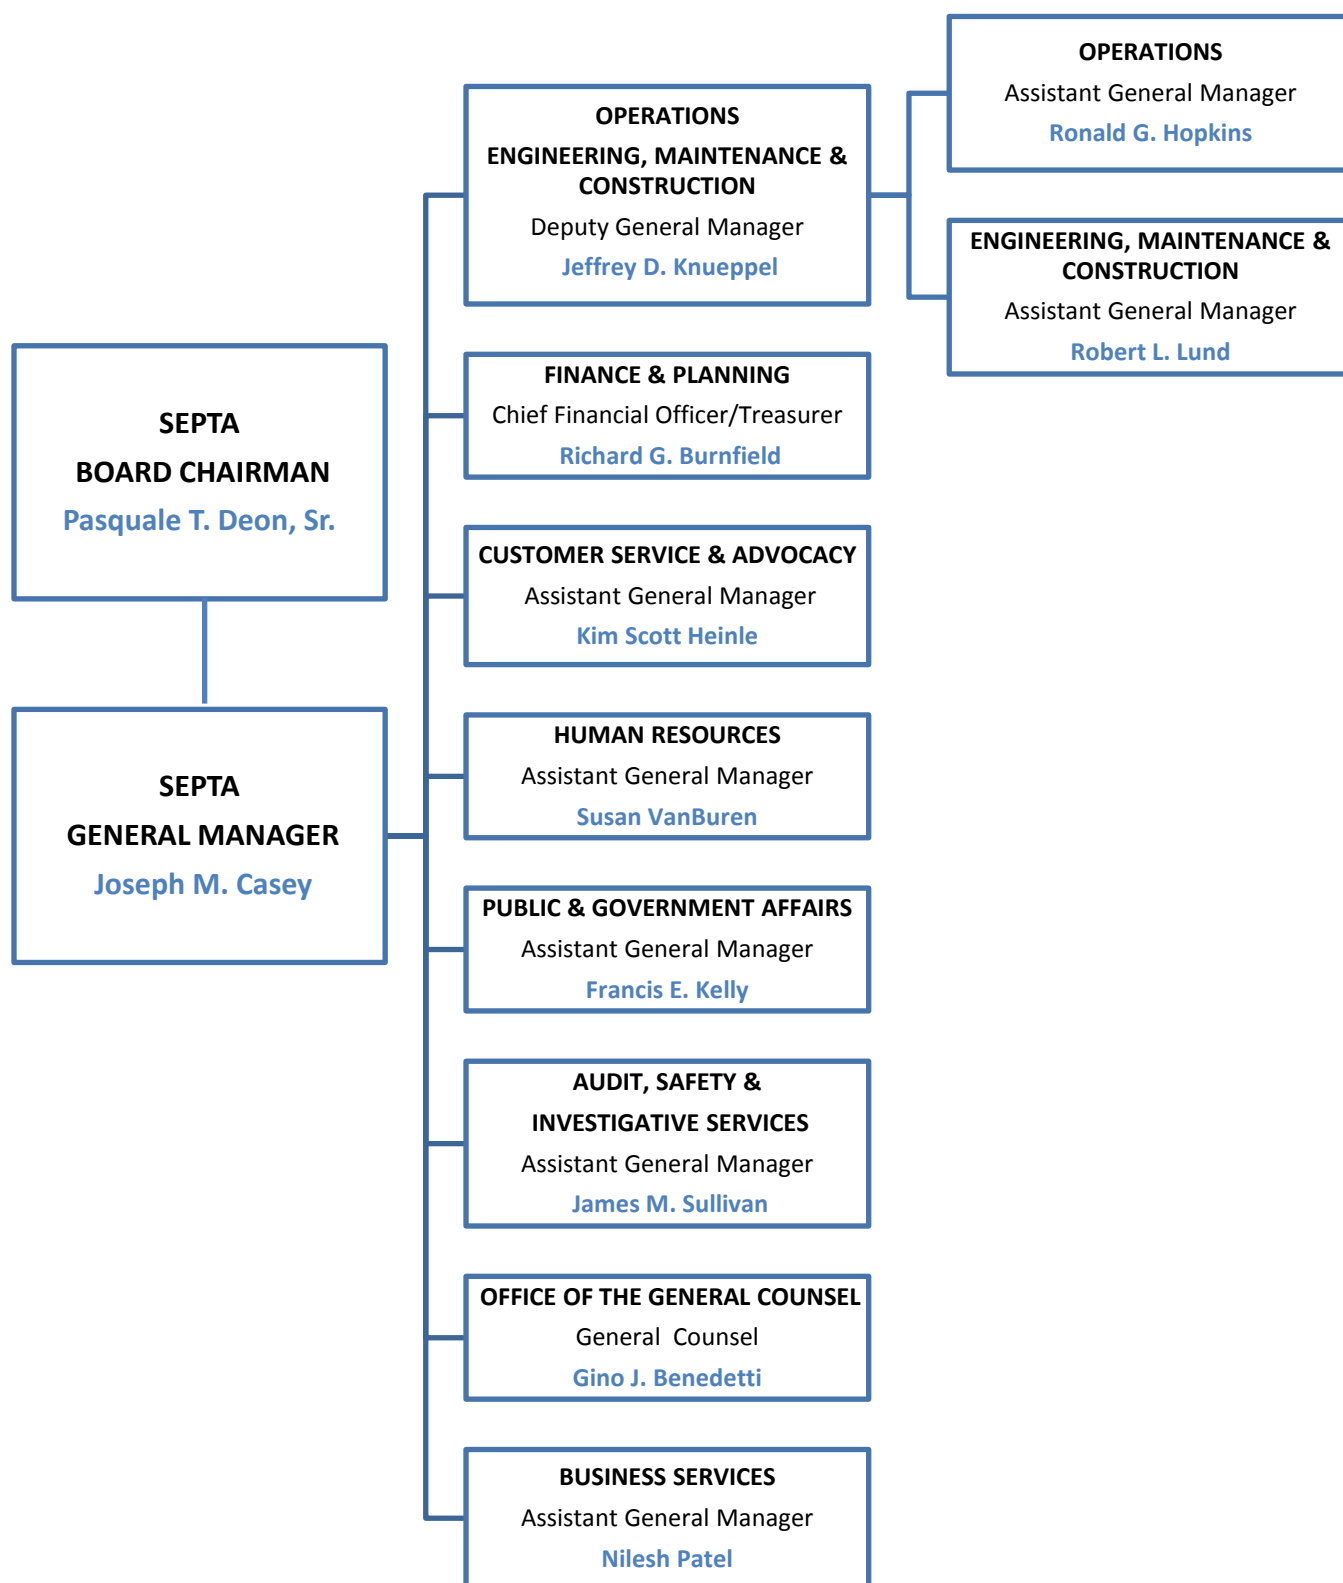 SEPTA
BOARD CHAIRMAN
Pasquale T. Deon, Sr.
SEPTA
GENERAL MANAGER
Joseph M. Casey
OPERATIONS
ENGINEERING, MAINTENANCE &
CONSTRUCTION
Deputy General Manager
Jeffrey D. Knueppel
OPERATIONS
Assistant General Manager
Ronald G. Hopkins
ENGINEERING, MAINTENANCE &
CONSTRUCTION
Assistant General Manager
Robert L. Lund
FINANCE & PLANNING
Chief Financial Officer/Treasurer
Richard G. Burnfield
CUSTOMER SERVICE & ADVOCACY
Assistant General Manager
Kim Scott Heinle
HUMAN RESOURCES
Assistant General Manager
Susan VanBuren
PUBLIC & GOVERNMENT AFFAIRS
Assistant General Manager
Francis E. Kelly
AUDIT, SAFETY &
INVESTIGATIVE SERVICES
Assistant General Manager
James M. Sullivan
OFFICE OF THE GENERAL COUNSEL
General  Counsel
Gino J. Benedetti
BUSINESS SERVICES
Assistant General Manager
Nilesh Patel